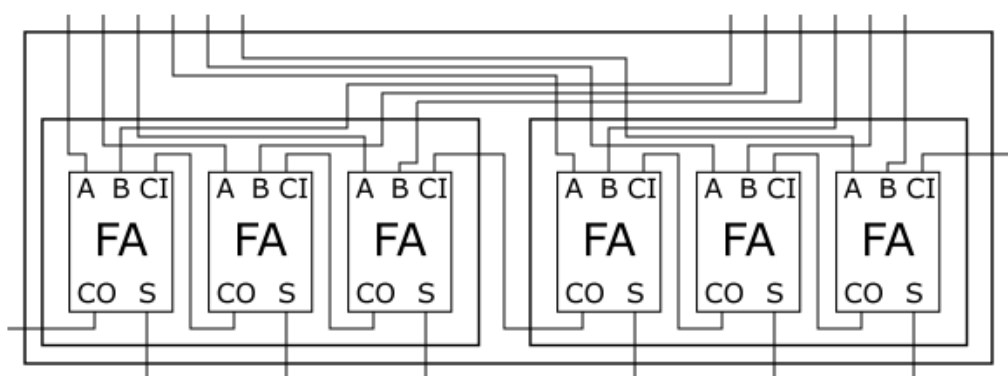 A B CI A B CI A B CI A B CI A B CI A B CI
FA FA FA FA FA FA
CO S CO S CO S CO S CO S CO S